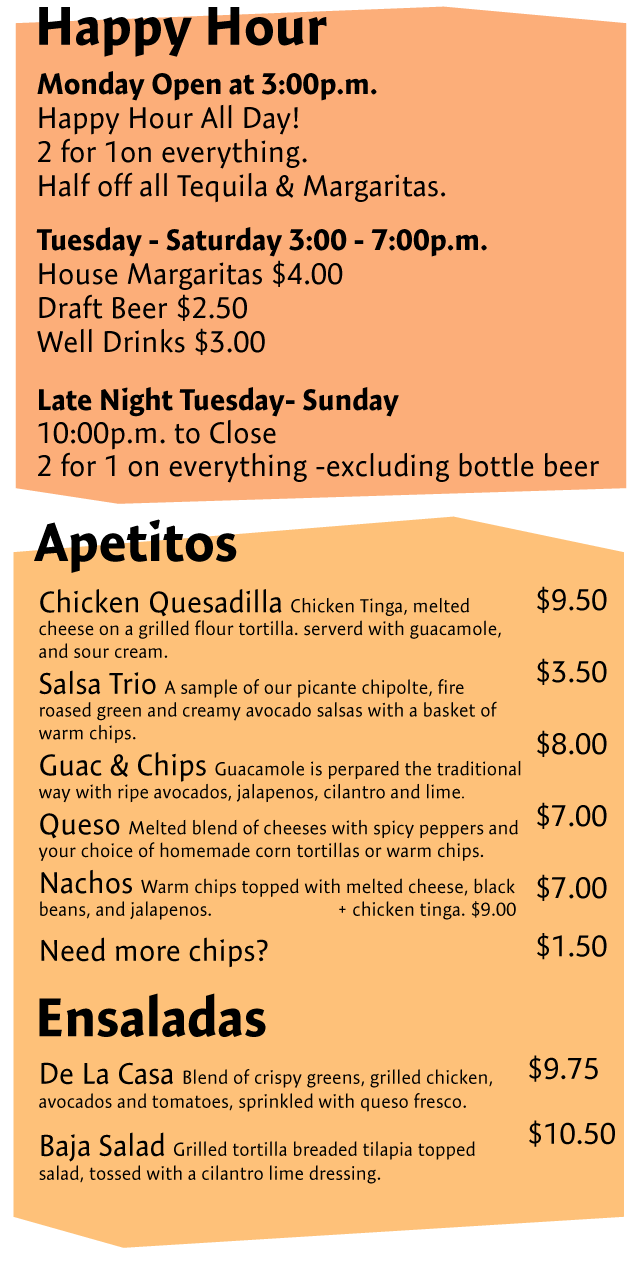 Happy Hour
Monday Open at 3:00p.m.
Happy Hour All Day!
2 for 1on everything.
Half off all Tequila & Margaritas.
Tuesday - Saturday 3:00 - 7:00p.m.
House Margaritas $4.00
Draft Beer $2.50
Well Drinks $3.00
Late Night Tuesday- Sunday
10:00p.m. to Close
2 for 1 on everything -excluding bottle beer
Apetitos
Chicken Quesadilla Chicken Tinga, melted $9.50
cheese on a grilled flour tortilla. serverd with guacamole,
and sour cream.
Salsa Trio A sample of our picante chipolte, fire $3.50
roased green and creamy avocado salsas with a basket of
warm chips.
Guac & Chips Guacamole is perpared the traditional $8.00
way with ripe avocados, jalapenos, cilantro and lime.
Queso Melted blend of cheeses with spicy peppers and $7.00
your choice of homemade corn tortillas or warm chips.
Nachos Warm chips topped with melted cheese, black $7.00
beans, and jalapenos. + chicken tinga. $9.00
Need more chips? $1.50
Ensaladas
De La Casa Blend of crispy greens, grilled chicken, $9.75
avocados and tomatoes, sprinkled with queso fresco.
Baja Salad Grilled tortilla breaded tilapia topped $10.50
salad, tossed with a cilantro lime dressing.